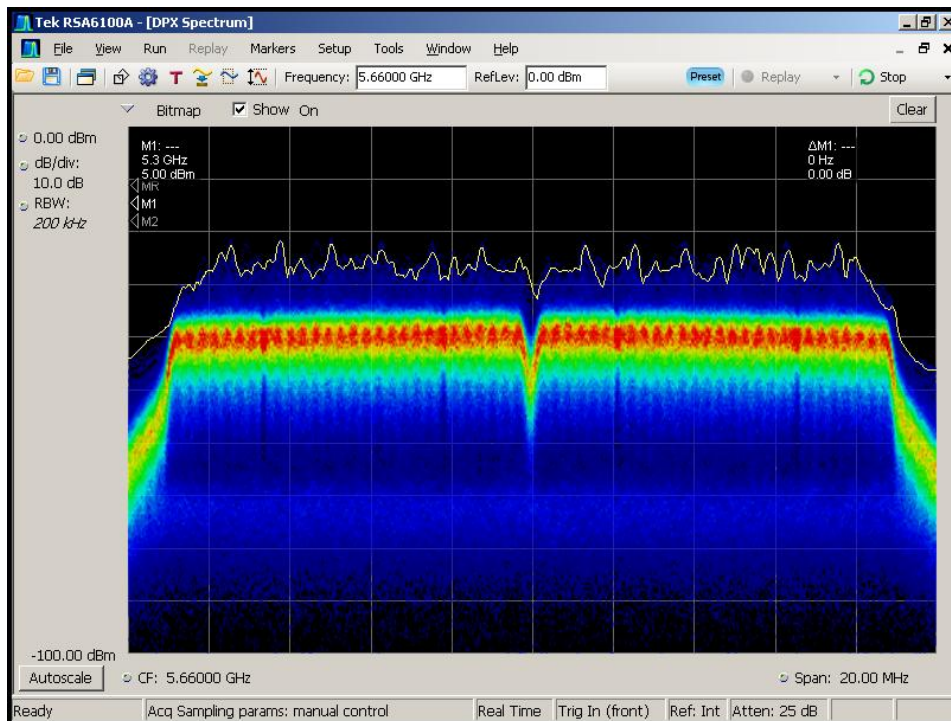 Tek RSA6100A - [DPX Spectrum]
File View Run Replay Markers Setup Tools Window Help
Frequency: 5.66000 GHz RefLev: 0.00 dBm Preset Replay Stop
Bitmap Show On Clear
0.00 dBm
dB/div:
10.0 dB
RBW:
200 kHz
M1: ---
5.3 GHz
5.00 dBm
MR
M1
M2
ΔM1: ---
0 Hz
0.00 dB
-100.00 dBm
Autoscale CF: 5.66000 GHz Span: 20.00 MHz
Ready Acq Sampling params: manual control Real Time Trig In (front) Ref: Int Atten: 25 dB